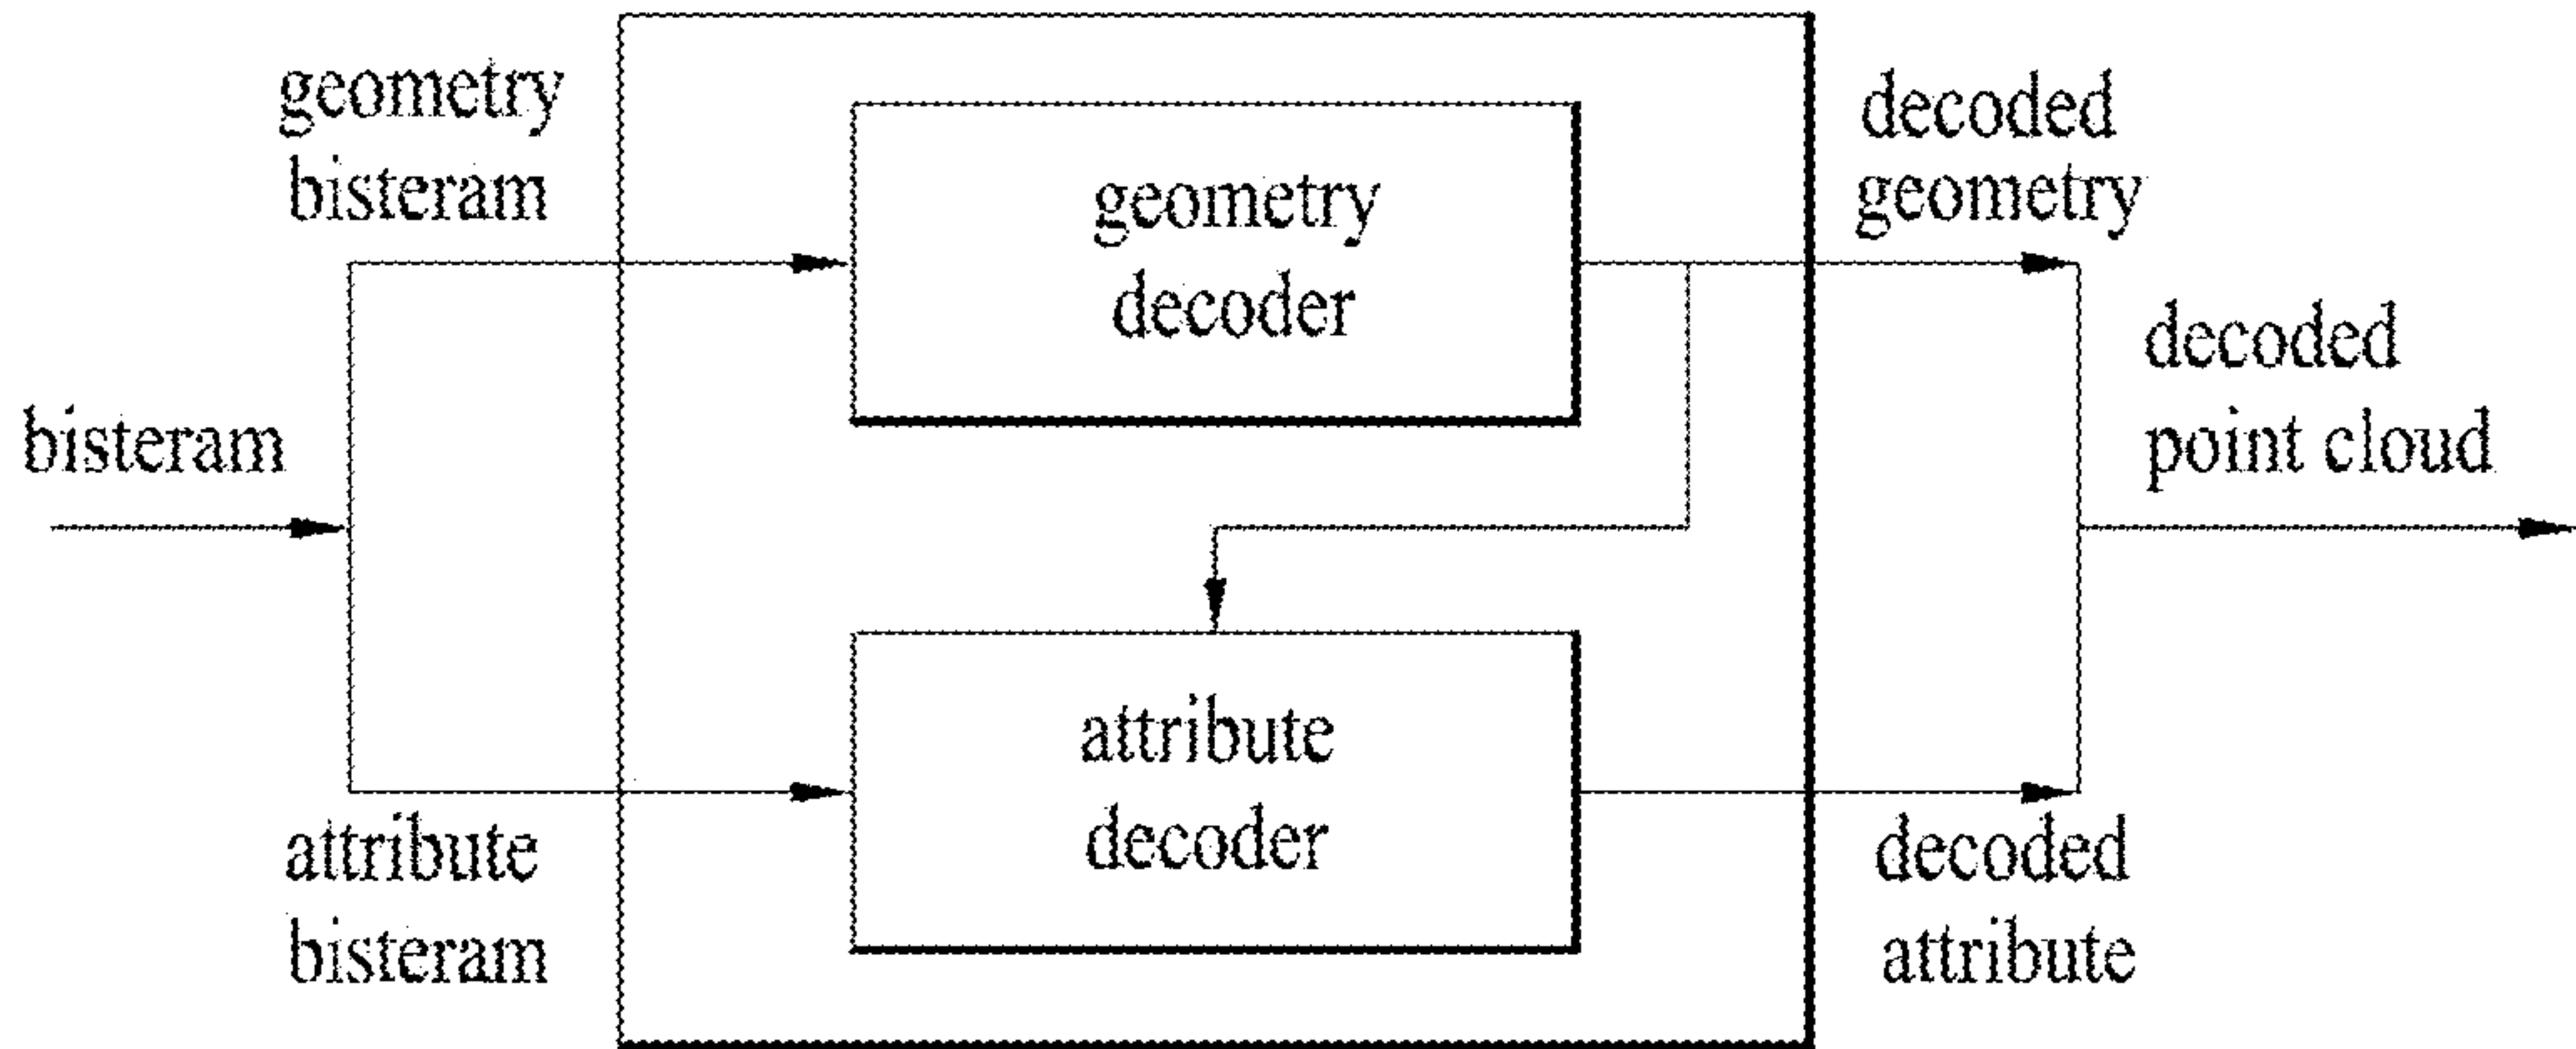 geometry
bisteram
geometry
decoder
decoded
geometry
bisteram
decoded
point cloud
attribute
decoder
attribute
bisteram
decoded
attribute